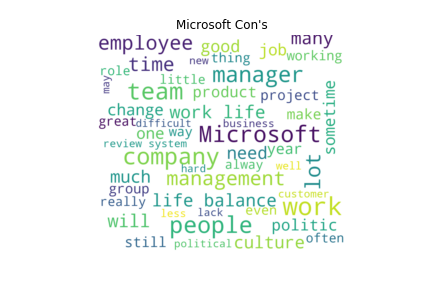 Microsoft Con's
employee good job many
time new thing working
role little manager
may team product project sometime
change work life make
great difficult business
one way Microsoft
review system need year
company alway well lot
much hard management
group customer
really life balance work
less lack even
will people politic
still political culture often